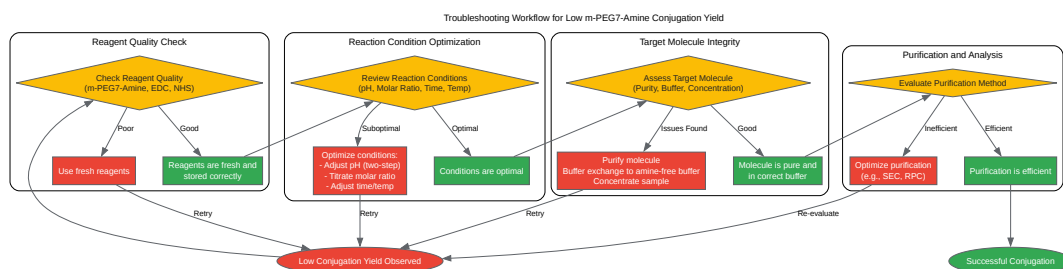 Troubleshooting Workflow for Low m-PEG7-Amine Conjugation Yield
Reagent Quality Check
Check Reagent Quality
(m-PEG7-Amine, EDC, NHS)
Poor
Good
Use fresh reagents
Reagents are fresh and
stored correctly
Retry
Reaction Condition Optimization
Review Reaction Conditions
(pH, Molar Ratio, Time, Temp)
Suboptimal
Optimal
Optimize conditions:
- Adjust pH (two-step)
- Titrate molar ratio
- Adjust time/temp
Conditions are optimal
Retry
Target Molecule Integrity
Assess Target Molecule
(Purity, Buffer, Concentration)
Issues Found
Good
Purify molecule
Buffer exchange to amine-free buffer
Concentrate sample
Molecule is pure and
in correct buffer
Retry
Purification and Analysis
Evaluate Purification Method
Inefficient
Efficient
Optimize purification
(e.g., SEC, RPC)
Purification is efficient
Re-evaluate
Low Conjugation Yield Observed
Successful Conjugation